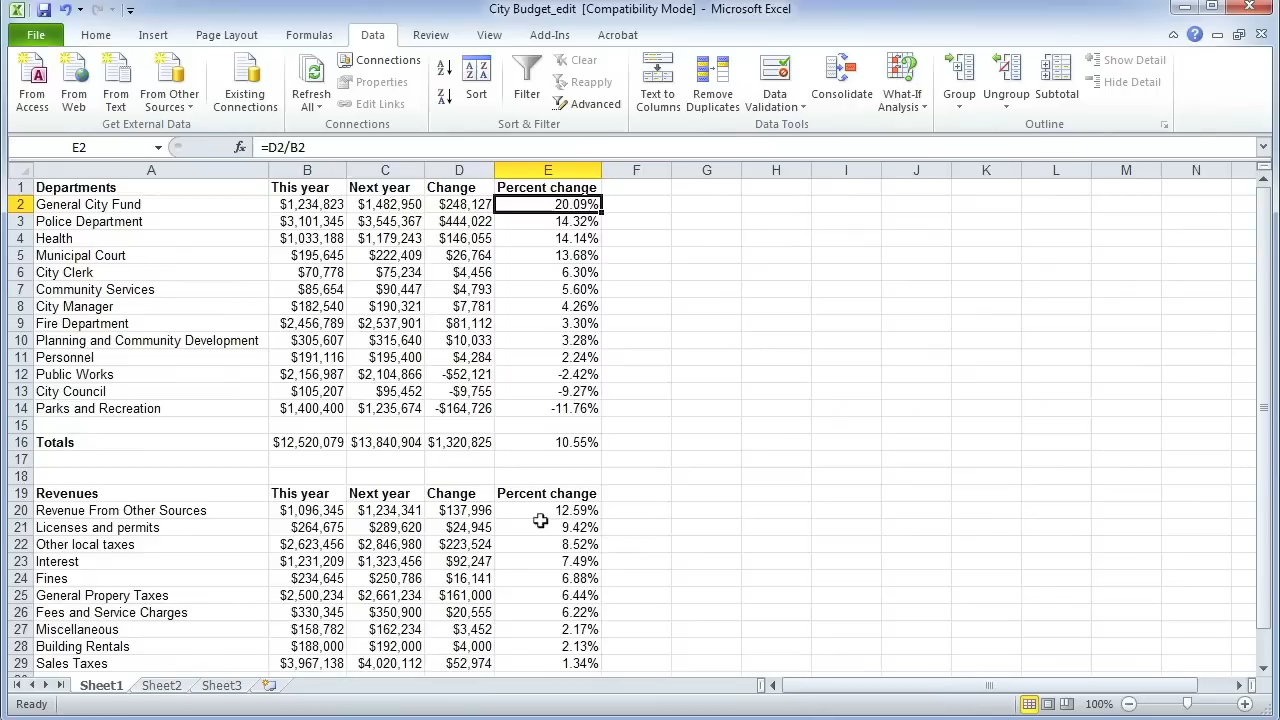 City Budget_edit [Compatibility Mode] - Microsoft Excel
File Home Insert Page Layout Formulas Data Review View Add-Ins Acrobat
From Access
From Web
From Text
From Other Sources
Existing Connections
Get External Data
Refresh All
Connections
Properties
Edit Links
Connections
Sort
Filter
Clear
Reapply
Advanced
Sort & Filter
Text to Columns
Remove Duplicates
Data Validation
Consolidate
What-If Analysis
Data Tools
Group
Ungroup
Subtotal
Show Detail
Hide Detail
Outline
E2 fx =D2/B2
A B C D E F G H I J K L M N
1 Departments This year Next year Change Percent change
2 General City Fund $1,234,823 $1,482,950 $248,127 20.09%
3 Police Department $3,101,345 $3,545,367 $444,022 14.32%
4 Health $1,033,188 $1,179,243 $146,055 14.14%
5 Municipal Court $195,645 $222,409 $26,764 13.68%
6 City Clerk $70,778 $75,234 $4,456 6.30%
7 Community Services $85,654 $90,447 $4,793 5.60%
8 City Manager $182,540 $190,321 $7,781 4.26%
9 Fire Department $2,456,789 $2,537,901 $81,112 3.30%
10 Planning and Community Development $305,607 $315,640 $10,033 3.28%
11 Personnel $191,116 $195,400 $4,284 2.24%
12 Public Works $2,156,987 $2,104,866 -$52,121 -2.42%
13 City Council $105,207 $95,452 -$9,755 -9.27%
14 Parks and Recreation $1,400,400 $1,235,674 -$164,726 -11.76%
15
16 Totals $12,520,079 $13,840,904 $1,320,825 10.55%
17
18
19 Revenues This year Next year Change Percent change
20 Revenue From Other Sources $1,096,345 $1,234,341 $137,996 12.59%
21 Licenses and permits $264,675 $289,620 $24,945 9.42%
22 Other local taxes $2,623,456 $2,846,980 $223,524 8.52%
23 Interest $1,231,209 $1,323,456 $92,247 7.49%
24 Fines $234,645 $250,786 $16,141 6.88%
25 General Propery Taxes $2,500,234 $2,661,234 $161,000 6.44%
26 Fees and Service Charges $330,345 $350,900 $20,555 6.22%
27 Miscellaneous $158,782 $162,234 $3,452 2.17%
28 Building Rentals $188,000 $192,000 $4,000 2.13%
29 Sales Taxes $3,967,138 $4,020,112 $52,974 1.34%
Sheet1 Sheet2 Sheet3
Ready 100%